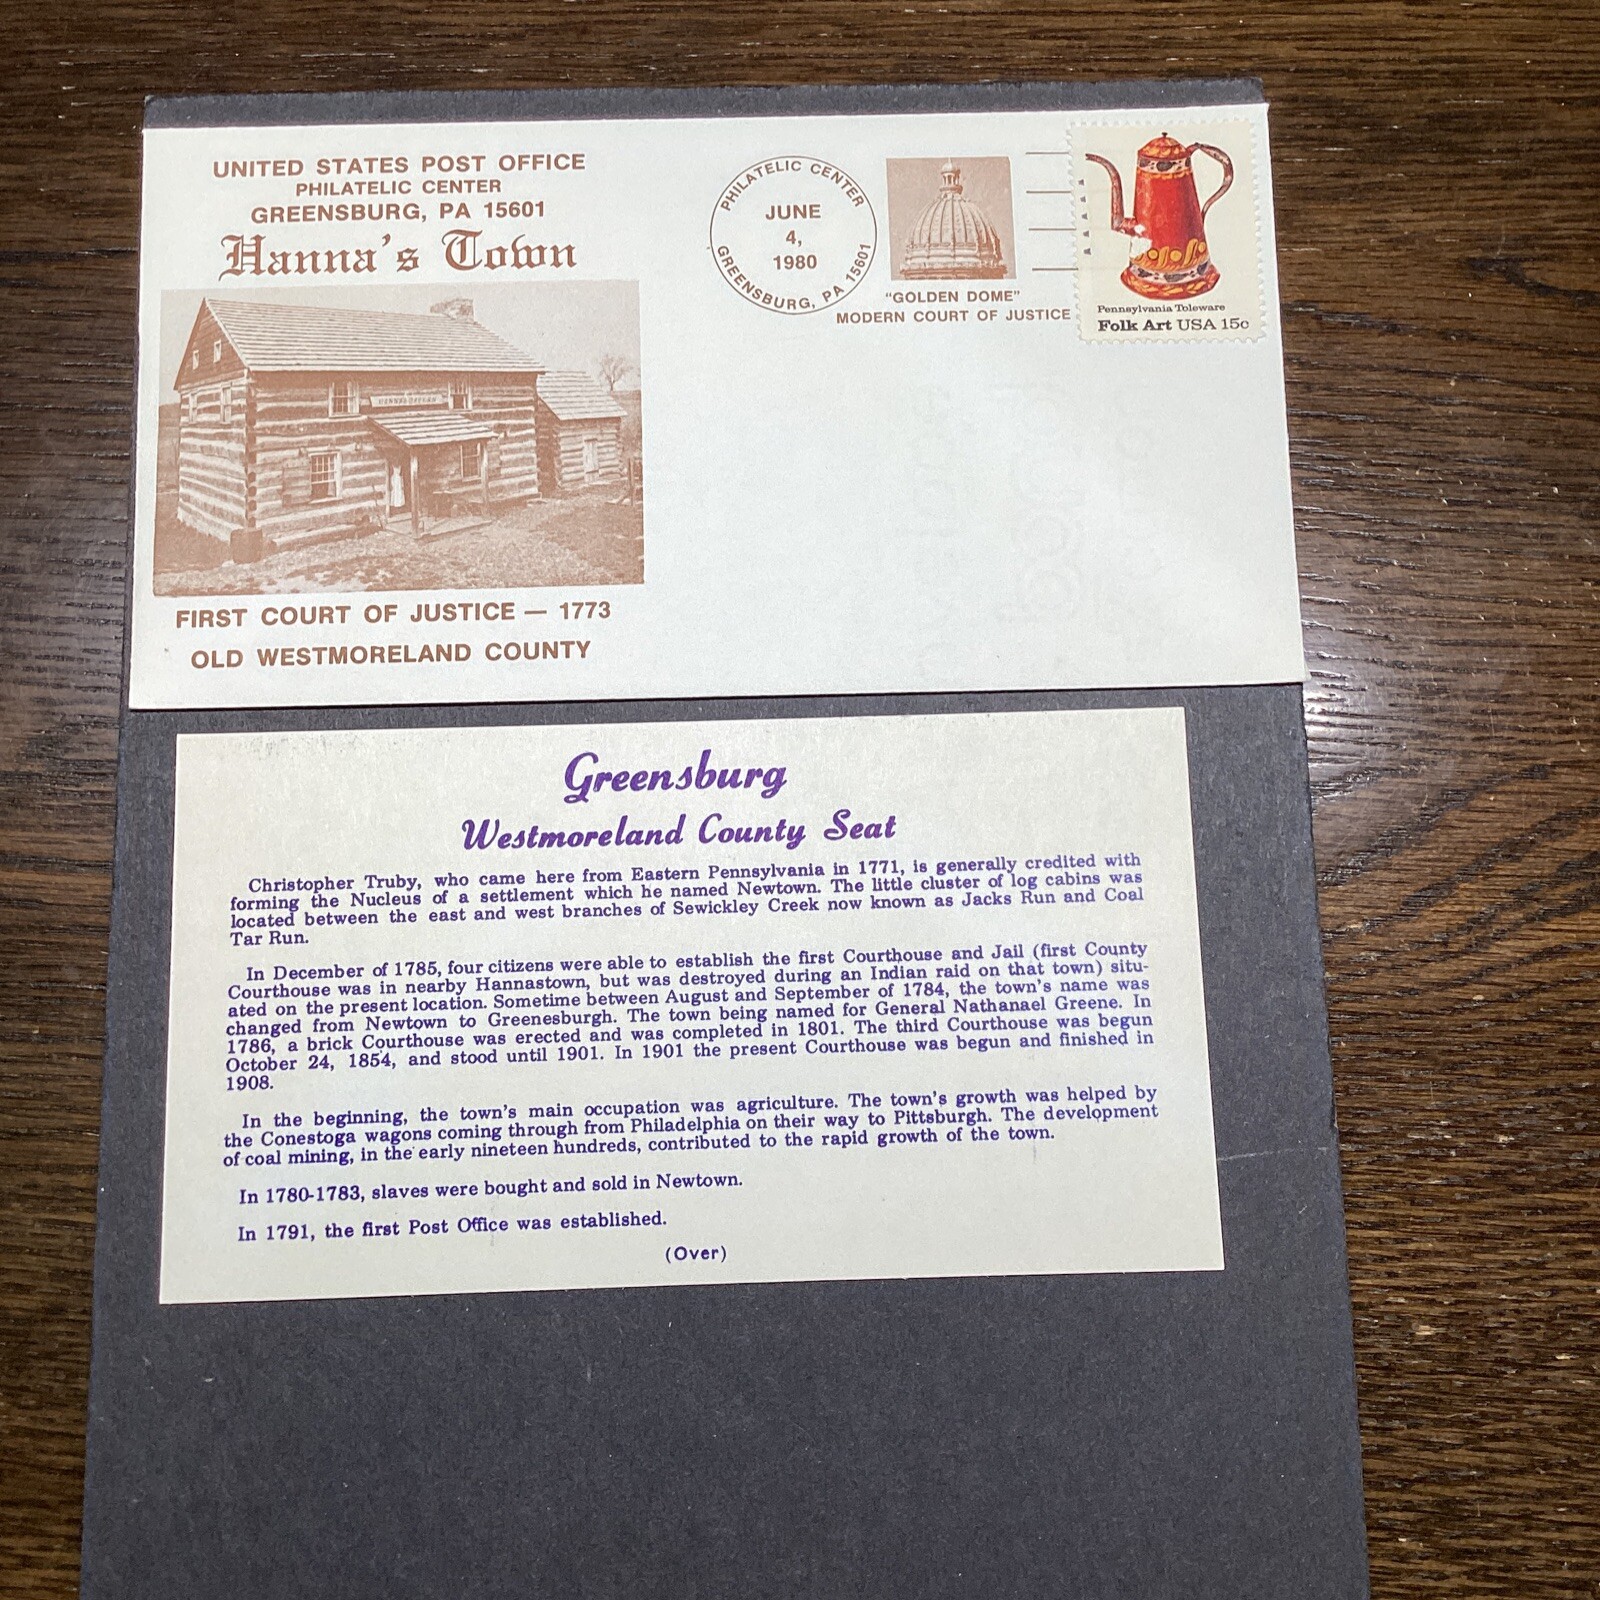 UNITED STATES POST OFFICE
PHILATELIC CENTER
GREENSBURG, PA 15601
Hanna's Town
FIRST COURT OF JUSTICE — 1773
OLD WESTMORELAND COUNTY
PHILATELIC CENTER
JUNE
4,
1980
GREENSBURG, PA 15601
"GOLDEN DOME"
MODERN COURT OF JUSTICE
Pennsylvania Toleware
Folk Art USA 15c
Greensburg
Westmoreland County Seat
Christopher Truby, who came here from Eastern Pennsylvania in 1771, is generally credited with
forming the Nucleus of a settlement which he named Newtown. The little cluster of log cabins was
located between the east and west branches of Sewickley Creek now known as Jacks Run and Coal
Tar Run.
In December of 1785, four citizens were able to establish the first Courthouse and Jail (first County
Courthouse was in nearby Hannastown, but was destroyed during an Indian raid on that town) situ-
ated on the present location. Sometime between August and September of 1784, the town's name was
changed from Newtown to Greenesburgh. The town being named for General Nathanael Greene. In
1786, a brick Courthouse was erected and was completed in 1801. The third Courthouse was begun
October 24, 1854, and stood until 1901. In 1901 the present Courthouse was begun and finished in
1908.
In the beginning, the town's main occupation was agriculture. The town's growth was helped by
the Conestoga wagons coming through from Philadelphia on their way to Pittsburgh. The development
of coal mining, in the early nineteen hundreds, contributed to the rapid growth of the town.
In 1780-1783, slaves were bought and sold in Newtown.
In 1791, the first Post Office was established.
(Over)